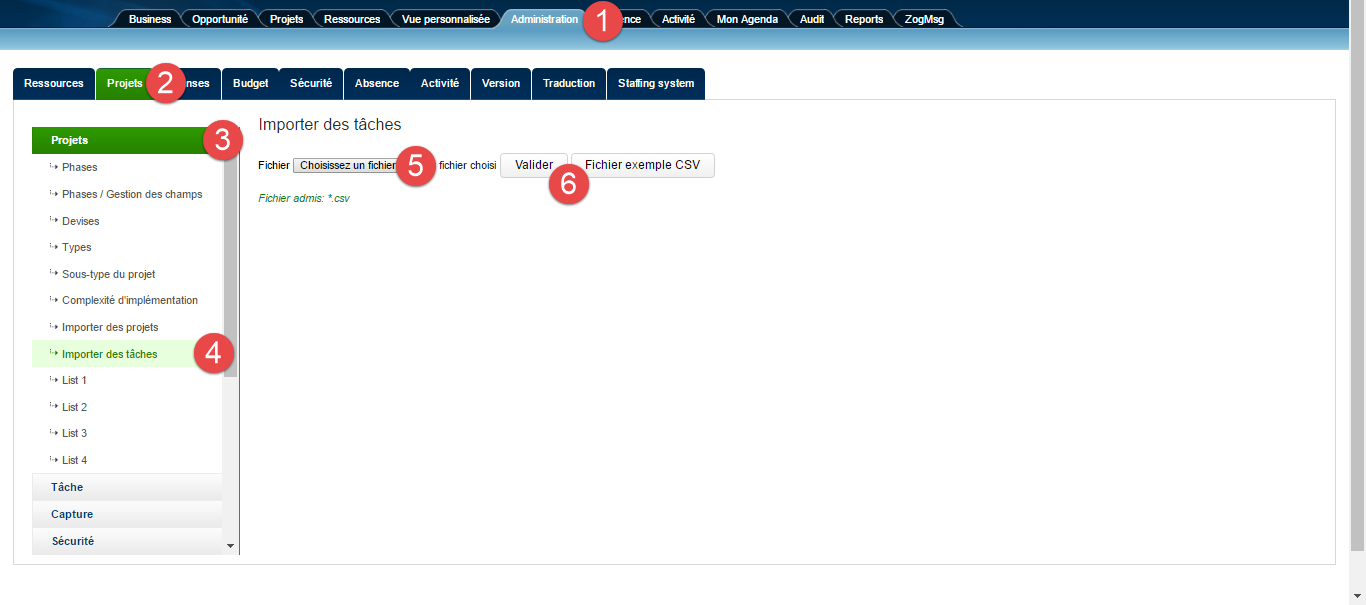 Business Opportunité Projets Ressources Vue personnalisée Administration 1 ence Activité Mon Agenda Audit Reports ZogMsg
Ressources Projets 2 nses Budget Sécurité Absence Activité Version Traduction Staffing system
Projets 3
Phases
Phases / Gestion des champs
Devises
Types
Sous-type du projet
Complexité d'implémentation
Importer des projets
Importer des tâches 4
List 1
List 2
List 3
List 4
Tâche
Capture
Sécurité
Importer des tâches
Fichier Choisissez un fichier 5 fichier choisi Valider 6 Fichier exemple CSV
Fichier admis: *.csv